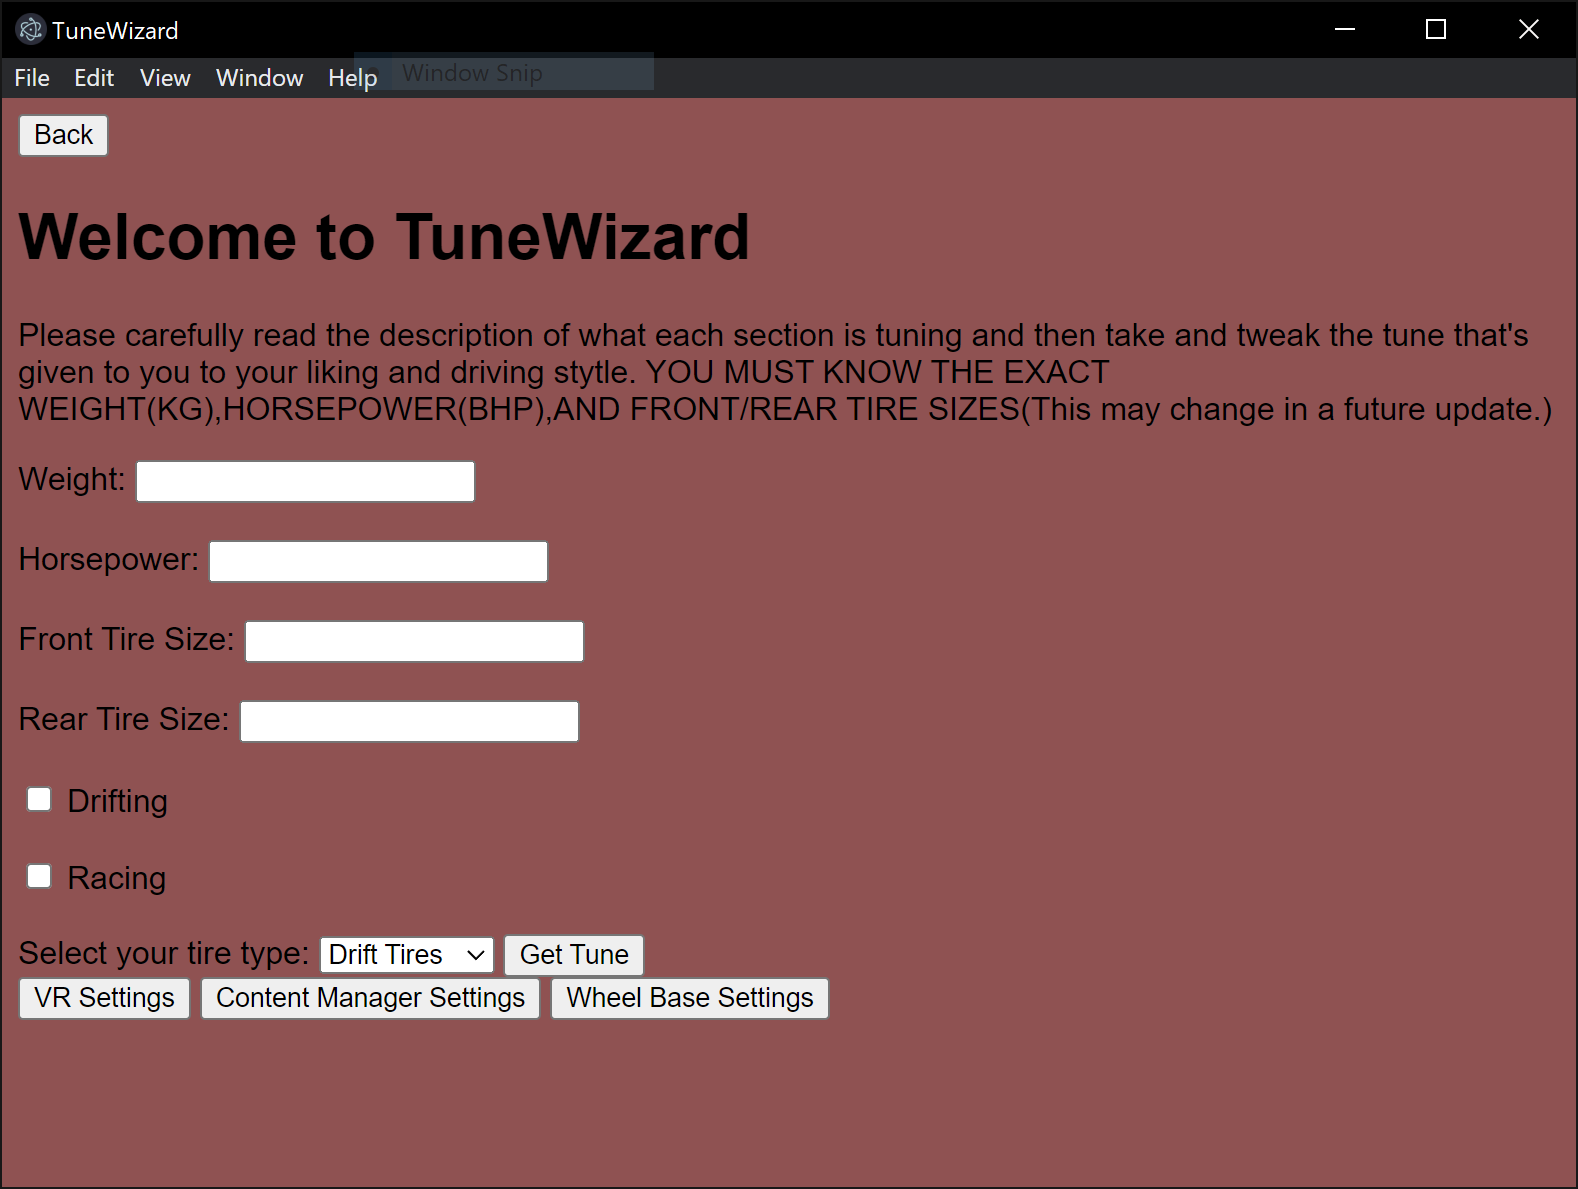 TuneWizard
File Edit View Window Help
Window Snip
Back
Welcome to TuneWizard
Please carefully read the description of what each section is tuning and then take and tweak the tune that's
given to you to your liking and driving stytle. YOU MUST KNOW THE EXACT
WEIGHT(KG),HORSEPOWER(BHP),AND FRONT/REAR TIRE SIZES(This may change in a future update.)
Weight:
Horsepower:
Front Tire Size:
Rear Tire Size:
Drifting
Racing
Select your tire type: Drift Tires Get Tune
VR Settings Content Manager Settings Wheel Base Settings